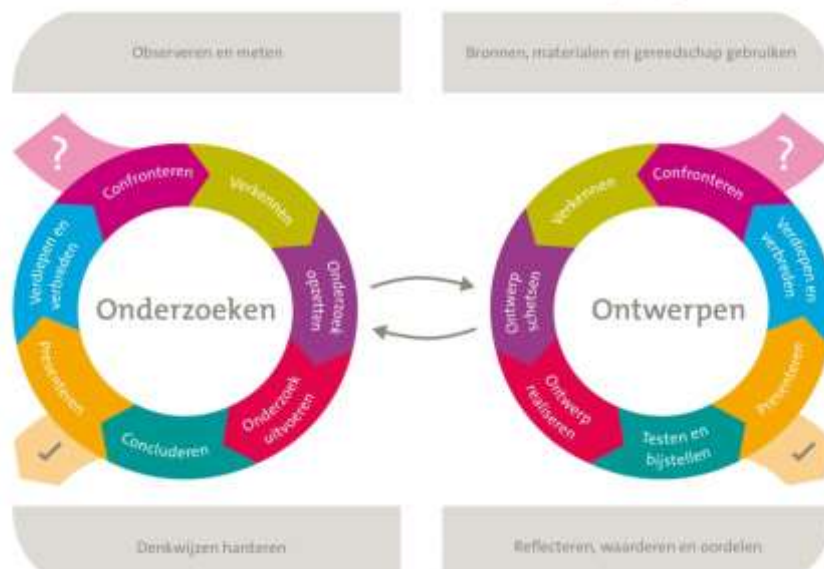 Observeren en meten
Bronnen, materialen en gereedschap gebruiken
?
Confronteren
Verkennen
Onderzoek
opzetten
Onderzoek
uitvoeren
Concluderen
Presenteren
Verdiepen en
verbreden
Onderzoeken
?
Confronteren
Verkennen
Ontwerp
schetsen
Ontwerp
realiseren
Testen en
bijstellen
Presenteren
Verdiepen en
verbreden
Ontwerpen
Denkwijzen hanteren
Reflecteren, waarderen en oordelen